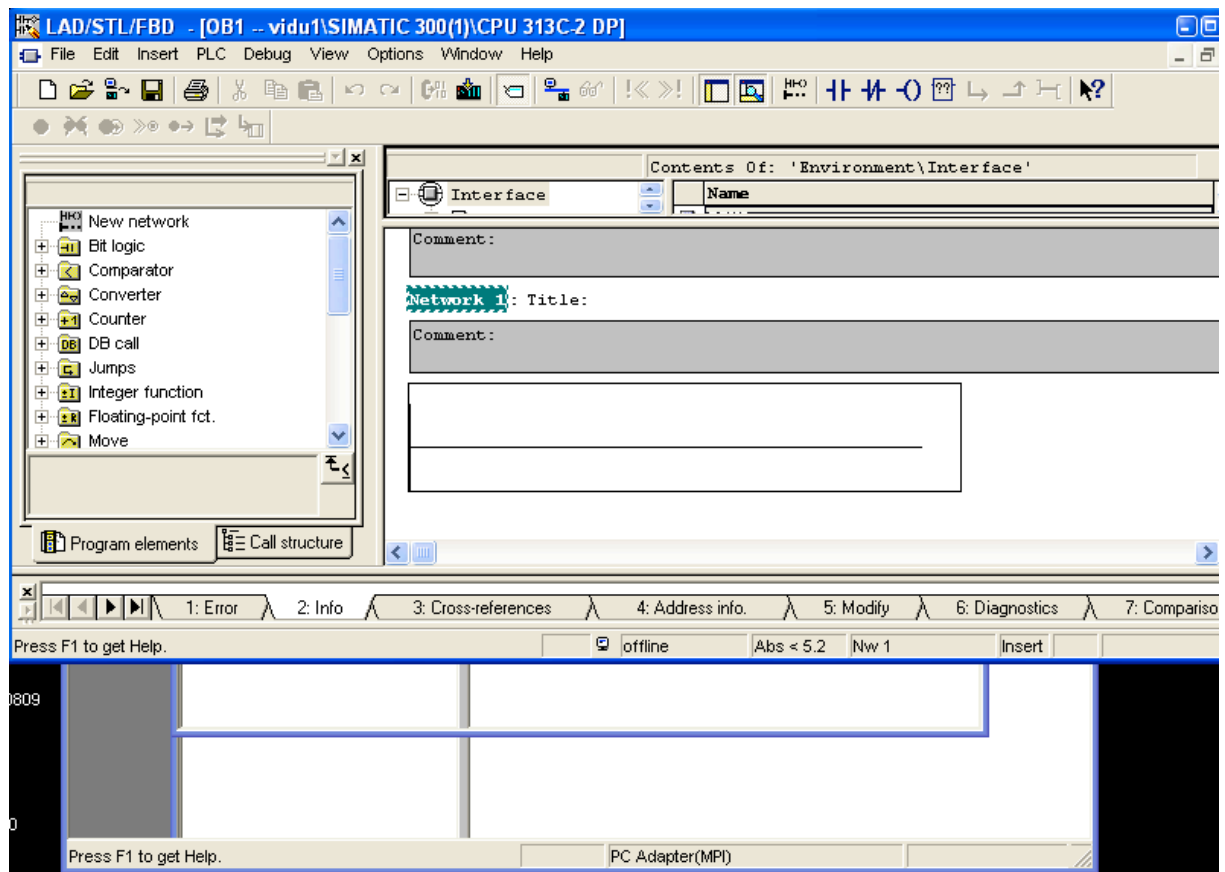 LAD/STL/FBD - [OB1 -- vidu1\SIMATIC 300(1)\CPU 313C-2 DP]
File Edit Insert PLC Debug View Options Window Help
Contents Of: 'Environment\Interface'
Interface
Name
New network
Bit logic
Comparator
Converter
Counter
DB call
Jumps
Integer function
Floating-point fct.
Move
Program elements
Call structure
Comment:
Network 1: Title:
Comment:
1: Error 2: Info 3: Cross-references 4: Address info. 5: Modify 6: Diagnostics 7: Compariso
Press F1 to get Help. offline Abs < 5.2 Nw 1 Insert
0809
0
Press F1 to get Help. PC Adapter(MPI)